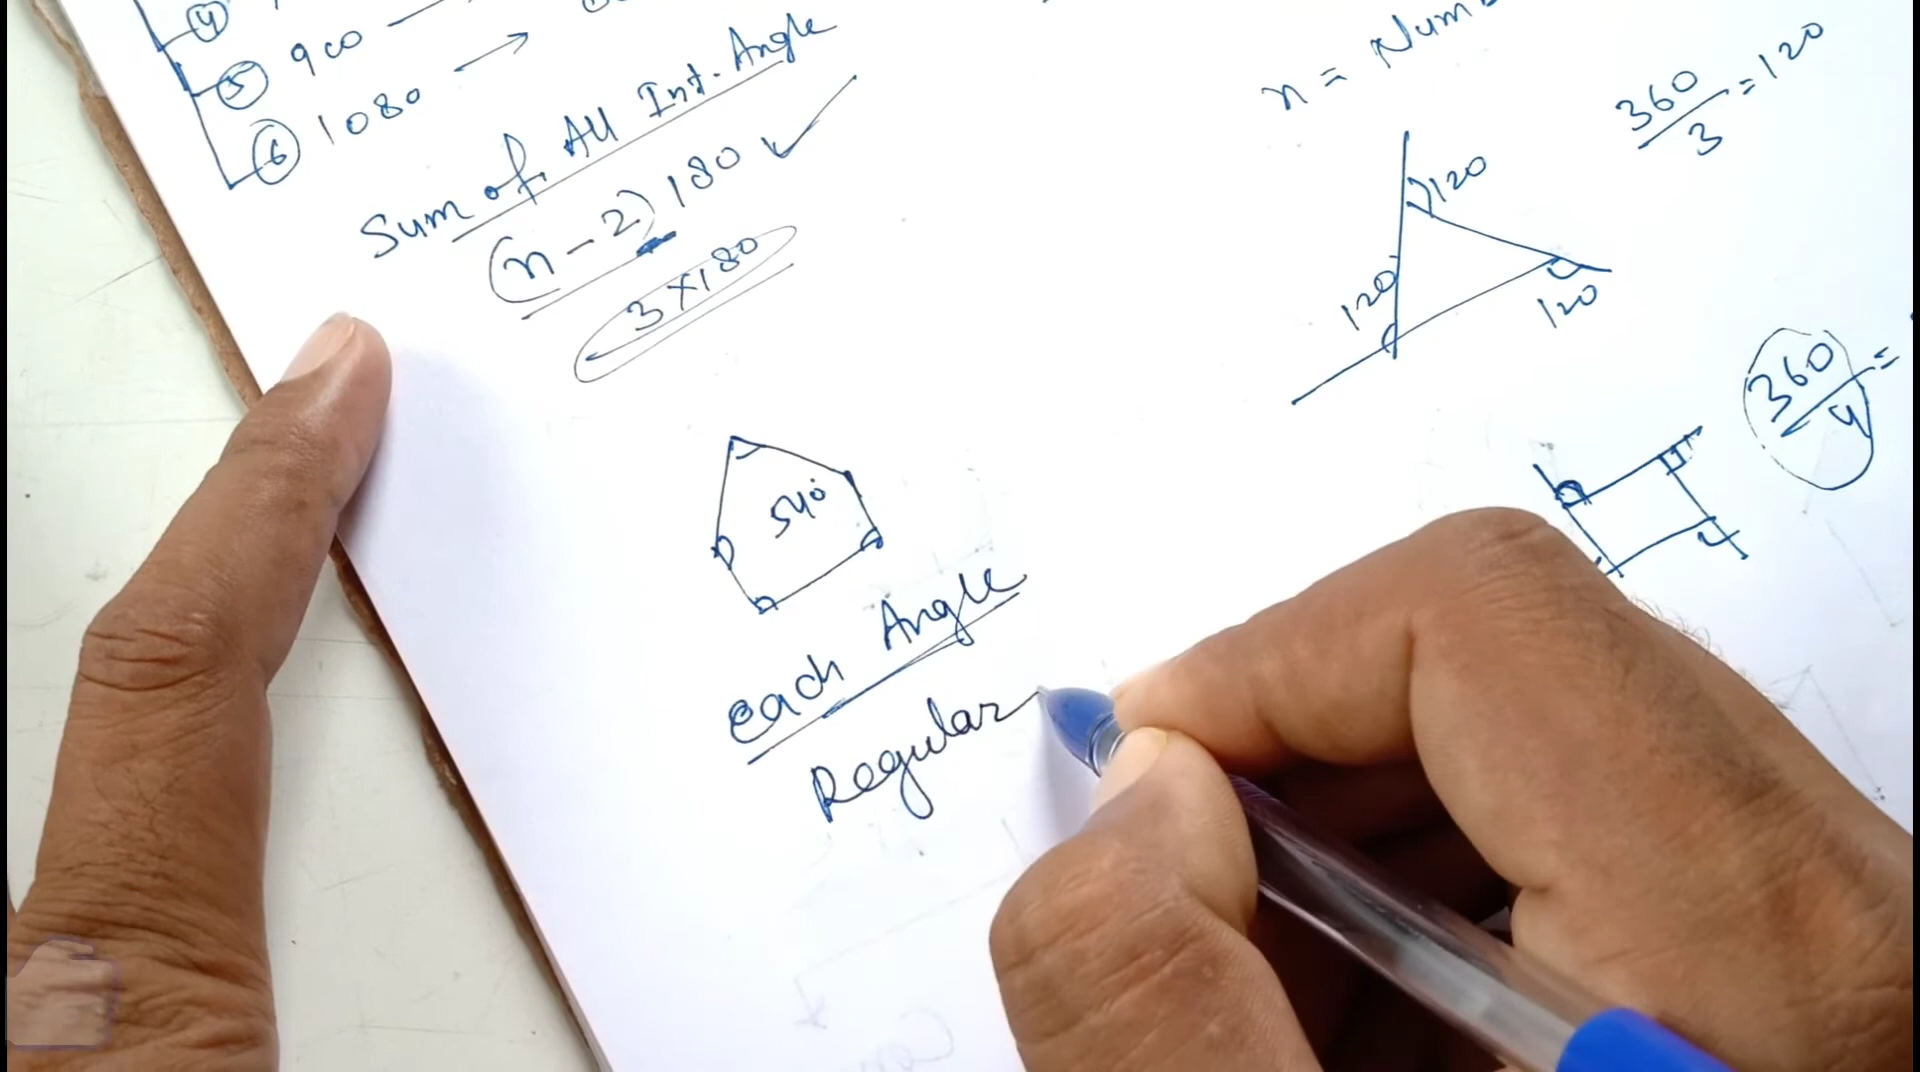 4
5 900 →
6 1080 →
Sum of All Int. Angle
(n - 2) 180 ✓
3 × 180
540°
each Angle
Regular
n =
360/3 = 120
120
120
120
360/4 =